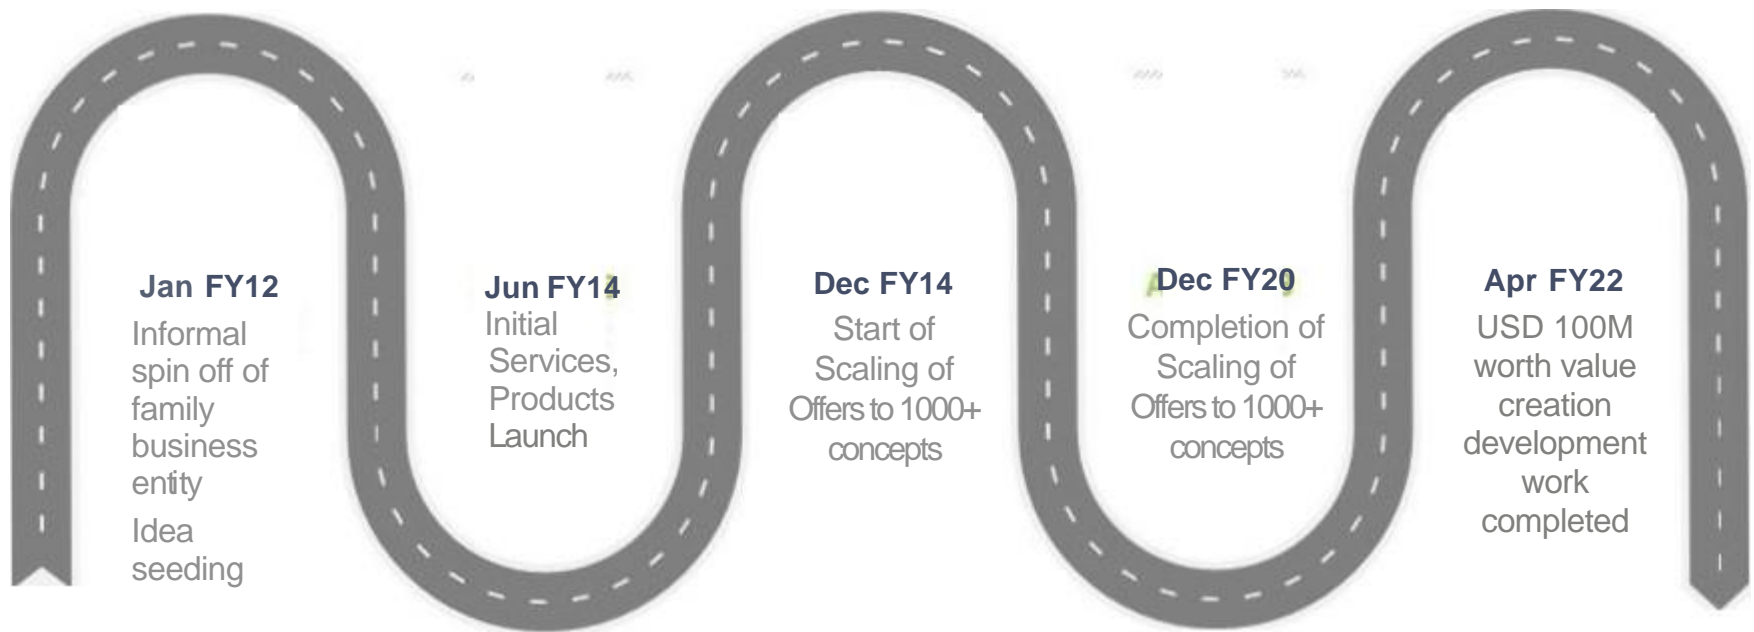 Jan FY12
Informal
spin off of
family
business
entity
Idea
seeding
Jun FY14
Initial
Services,
Products
Launch
Dec FY14
Start of
Scaling of
Offers to 1000+
concepts
Dec FY20
Completion of
Scaling of
Offers to 1000+
concepts
Apr FY22
USD 100M
worth value
creation
development
work
completed